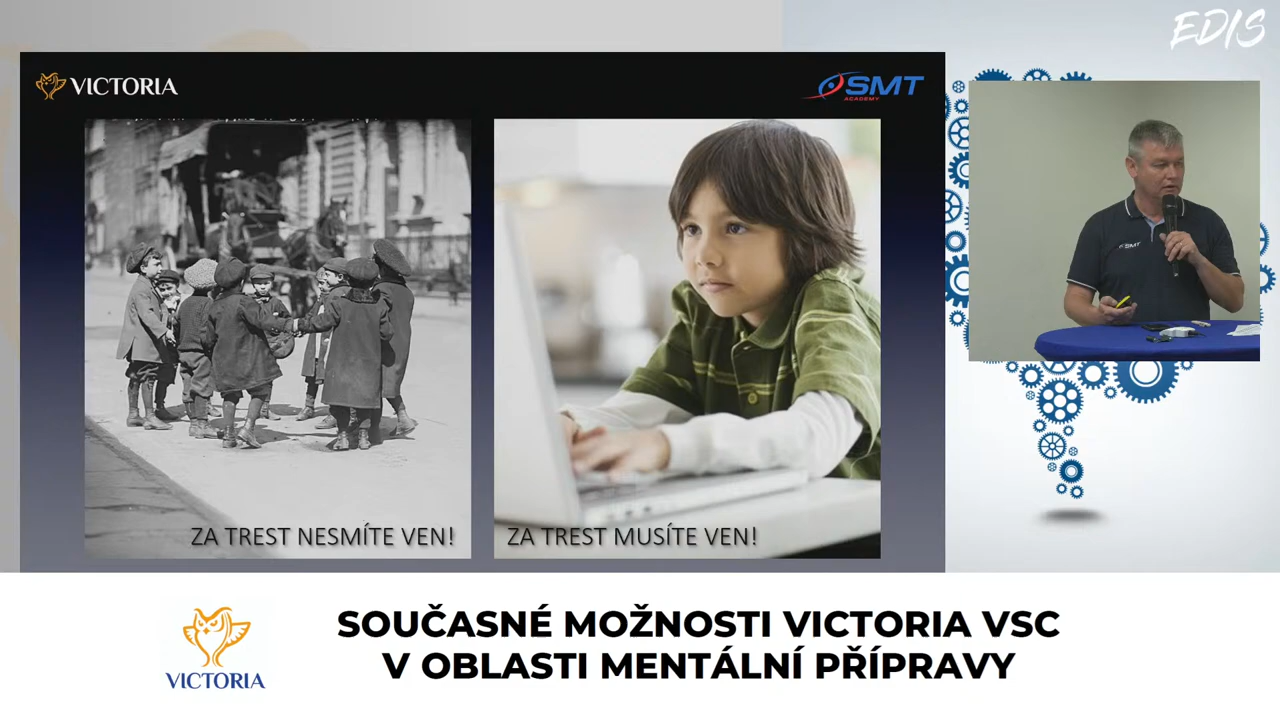 EDIS
VICTORIA
SMT
ACADEMY
SMT
ZA TREST NESMÍTE VEN!
ZA TREST MUSÍTE VEN!
SOUČASNÉ MOŽNOSTI VICTORIA VSC
V OBLASTI MENTÁLNÍ PŘÍPRAVY
VICTORIA